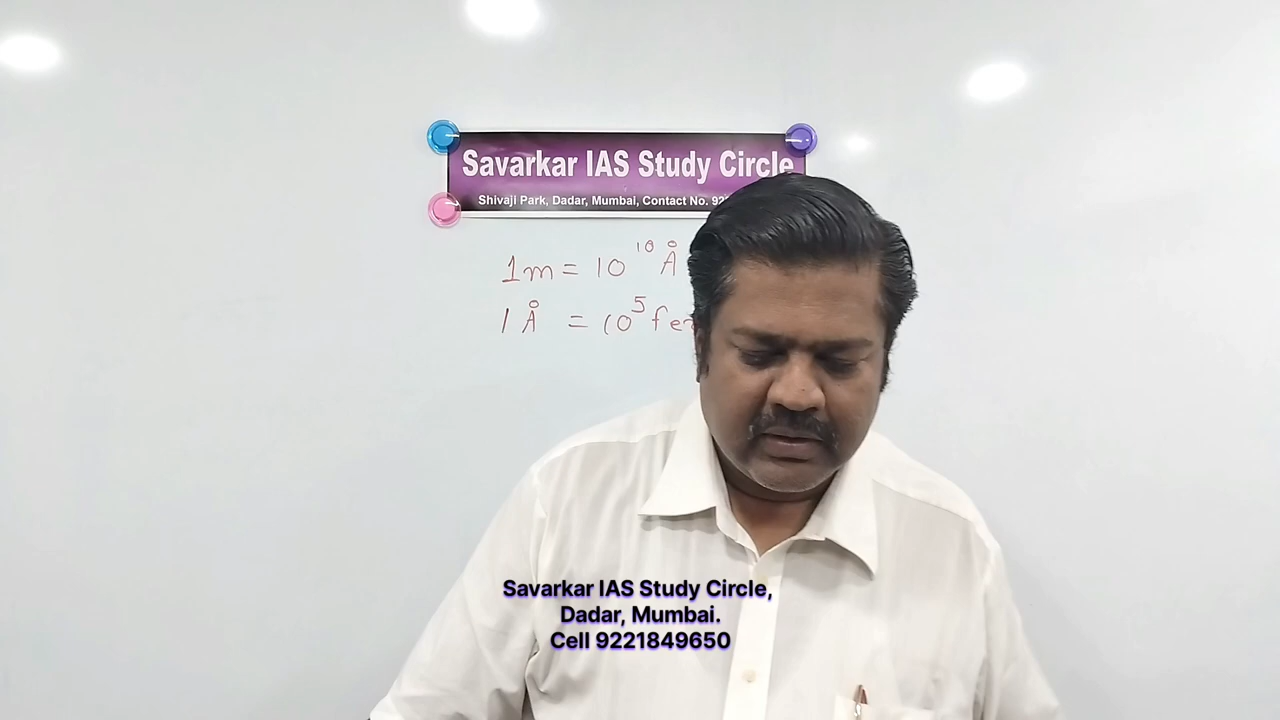 Savarkar IAS Study Circle
Shivaji Park, Dadar, Mumbai, Contact No.
1m = 10¹⁰ Å
1 Å = 10⁵
Savarkar IAS Study Circle,
Dadar, Mumbai.
Cell 9221849650